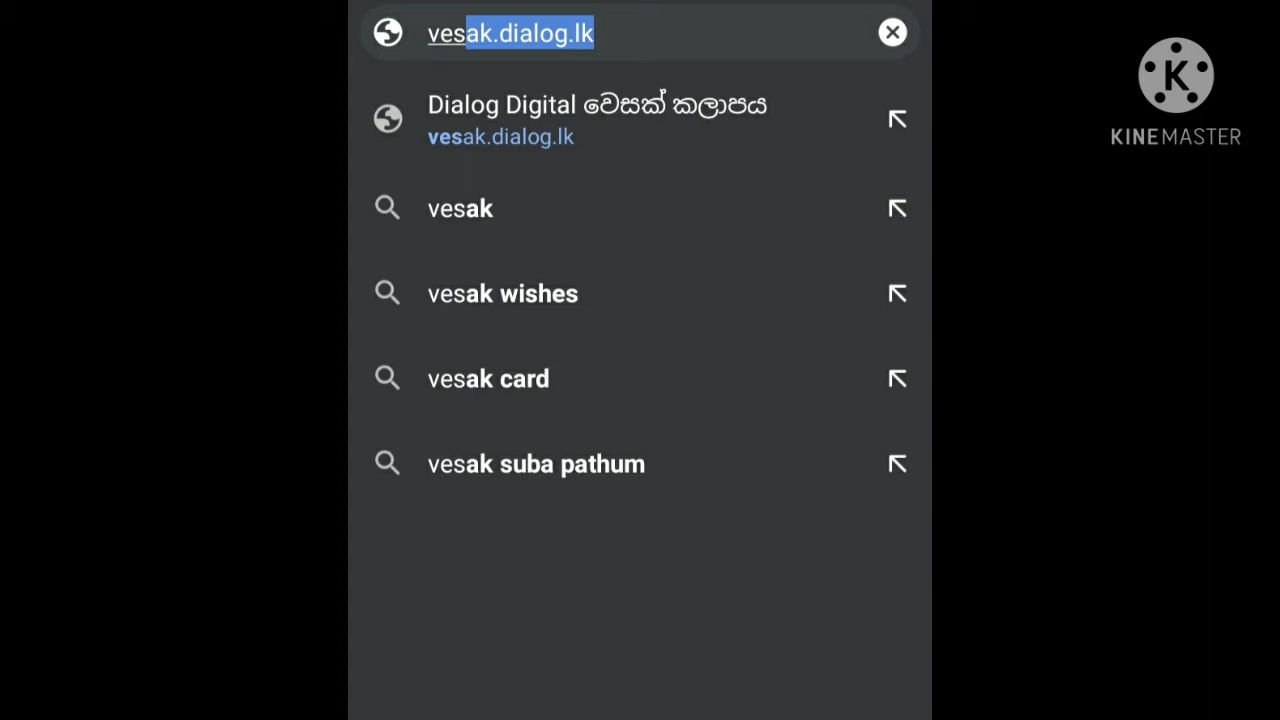 vesak.dialog.lk
Dialog Digital වෙසක් කලාපය
vesak.dialog.lk
vesak
vesak wishes
vesak card
vesak suba pathum
K
KINEMASTER